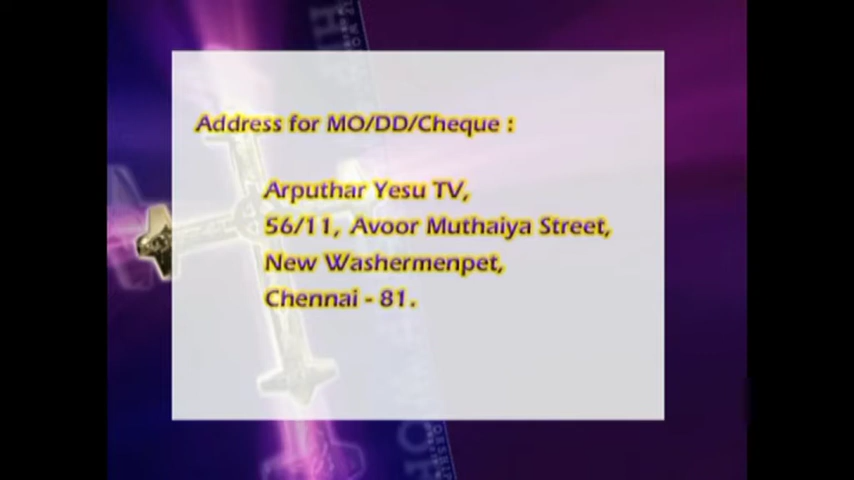 Address for MO/DD/Cheque :
Arputhar Yesu TV,
56/11, Avoor Muthaiya Street,
New Washermenpet,
Chennai - 81.